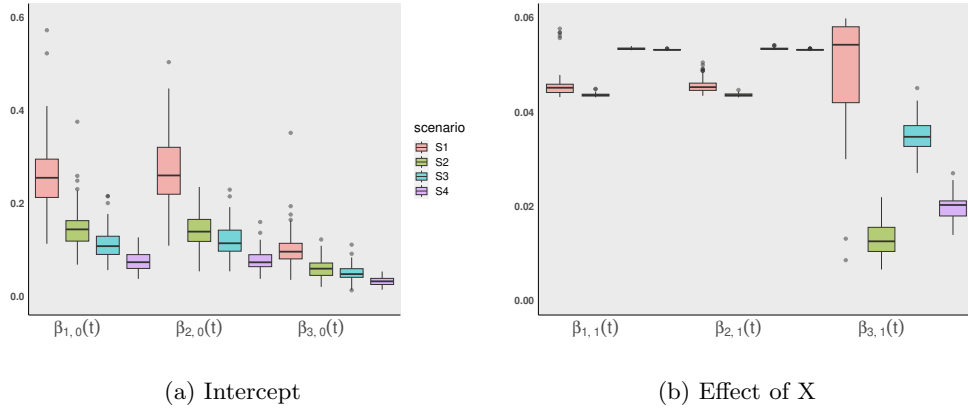 0.6
0.4
0.2
0.0
β1, 0(t)
β2, 0(t)
β3, 0(t)
scenario
S1
S2
S3
S4
0.06
0.04
0.02
0.00
β1, 1(t)
β2, 1(t)
β3, 1(t)
(a) Intercept
(b) Effect of X